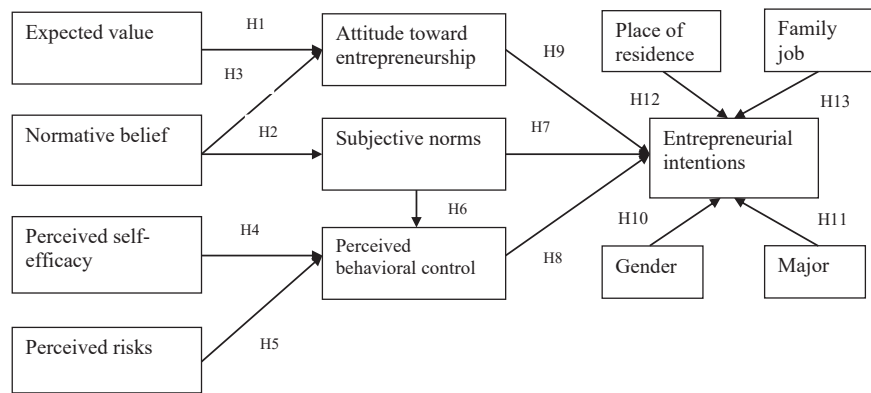 Expected value
H1
Attitude toward
entrepreneurship
H9
Place of
residence
Family
job
H3
H12
H13
Normative belief
H2
Subjective norms
H7
Entrepreneurial
intentions
H6
H10
H11
Perceived self-
efficacy
H4
Perceived
behavioral control
H8
Gender
Major
Perceived risks
H5